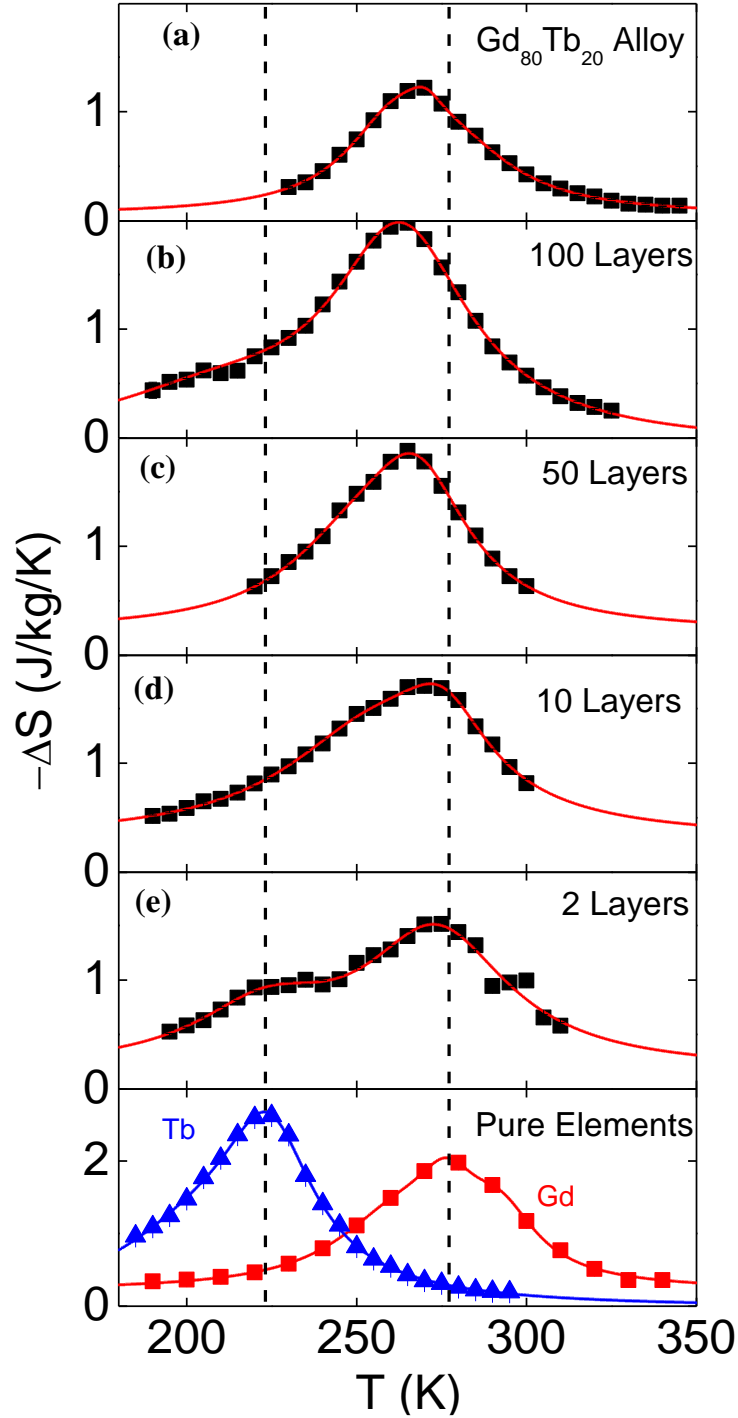 (a)
Gd80Tb20 Alloy
1
0
(b)
100 Layers
1
0
(c)
50 Layers
1
0
(d)
10 Layers
1
0
(e)
2 Layers
1
0
Tb
Pure Elements
Gd
2
0
200 250 300 350
T (K)
−ΔS (J/kg/K)